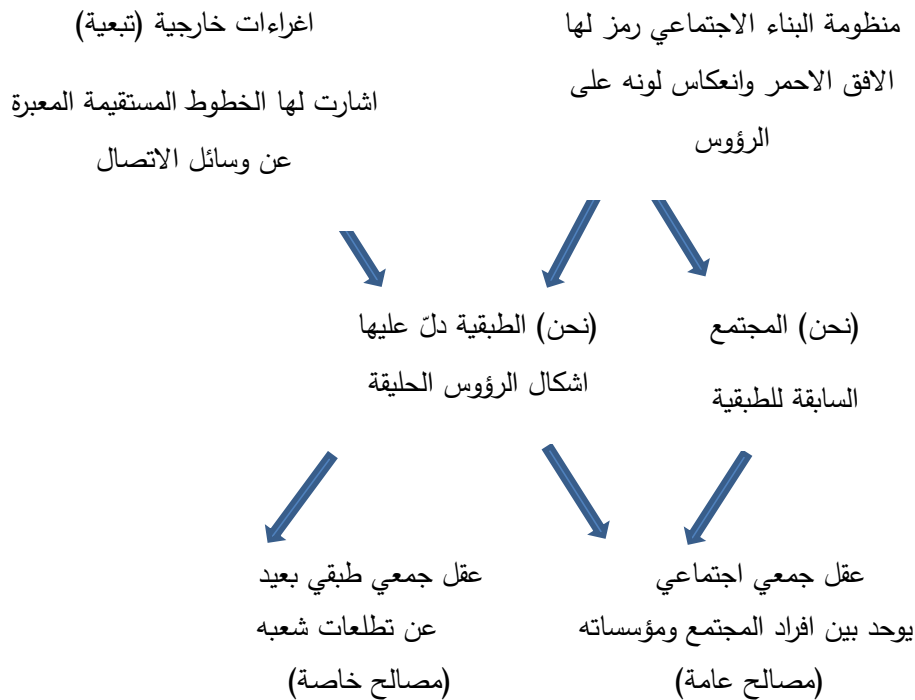 منظومة البناء الاجتماعي رمز لها
الافق الاحمر وانعكاس لونه على
الرؤوس
اغراءات خارجية (تبعية)
اشارت لها الخطوط المستقيمة المعبرة
عن وسائل الاتصال
(نحن) المجتمع
السابقة للطبقية
(نحن) الطبقية دلّ عليها
اشكال الرؤوس الحليقة
عقل جمعي اجتماعي
يوحد بين افراد المجتمع ومؤسساته
(مصالح عامة)
عقل جمعي طبقي بعيد
عن تطلعات شعبه
(مصالح خاصة)